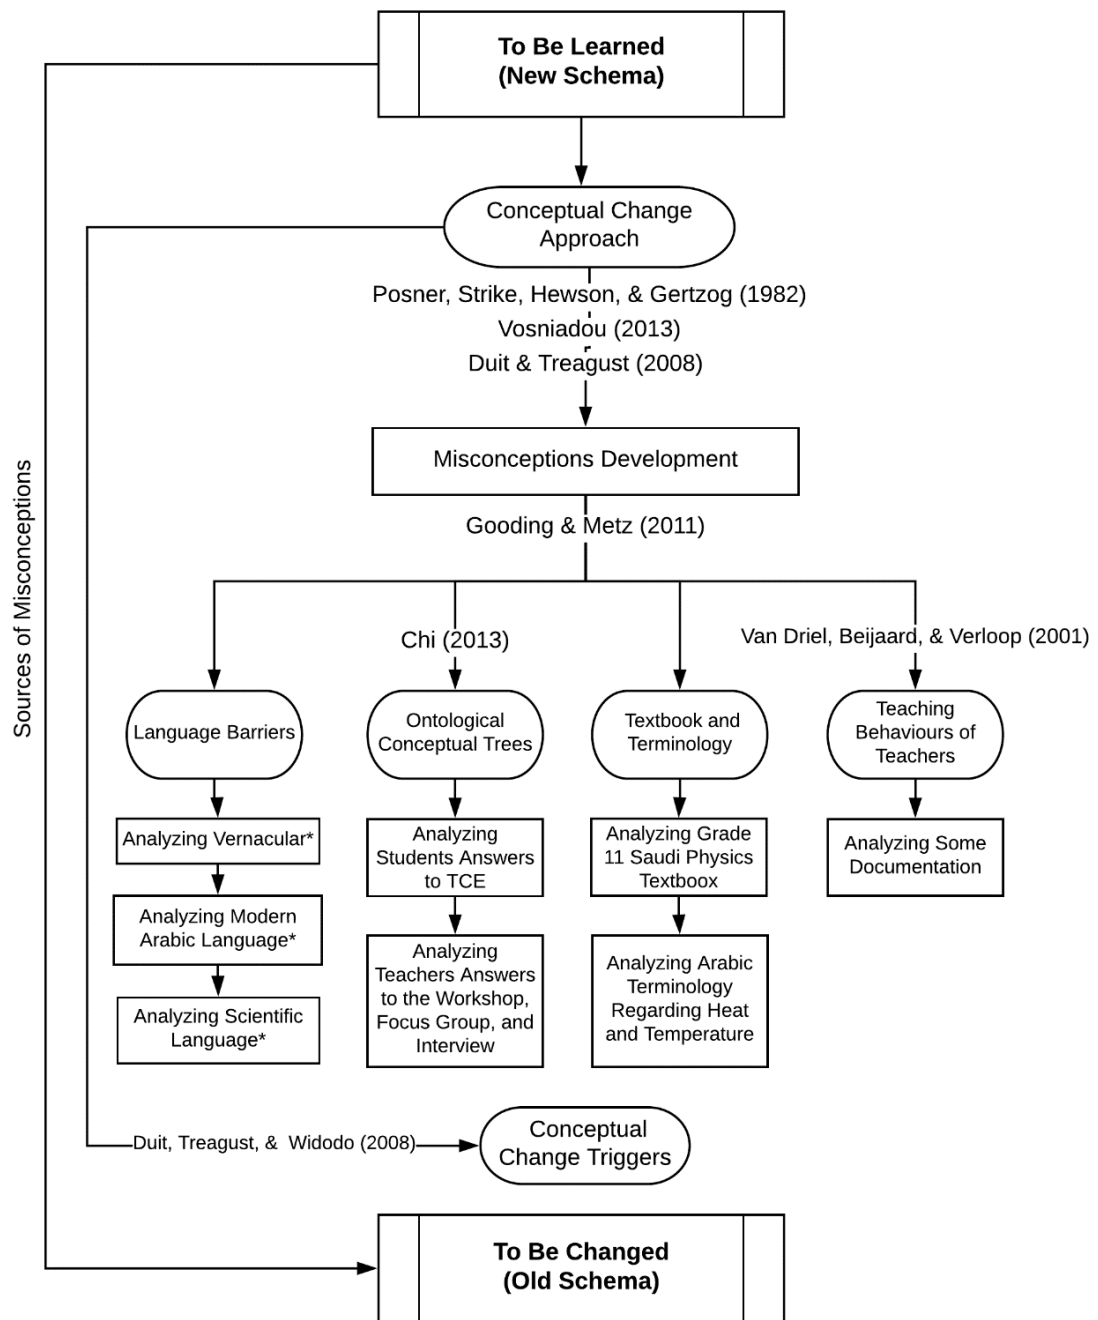 To Be Learned
(New Schema)
Conceptual Change
Approach
Posner, Strike, Hewson, & Gertzog (1982)
Vosniadou (2013)
Duit & Treagust (2008)
Misconceptions Development
Gooding & Metz (2011)
Sources of Misconceptions
Chi (2013)
Van Driel, Beijaard, & Verloop (2001)
Language Barriers
Ontological
Conceptual Trees
Textbook and
Terminology
Teaching
Behaviours of
Teachers
Analyzing Vernacular*
Analyzing Modern
Arabic Language*
Analyzing Scientific
Language*
Analyzing
Students Answers
to TCE
Analyzing
Teachers Answers
to the Workshop,
Focus Group, and
Interview
Analyzing Grade
11 Saudi Physics
Textboox
Analyzing Arabic
Terminology
Regarding Heat
and Temperature
Analyzing Some
Documentation
Duit, Treagust, & Widodo (2008)
Conceptual
Change Triggers
To Be Changed
(Old Schema)